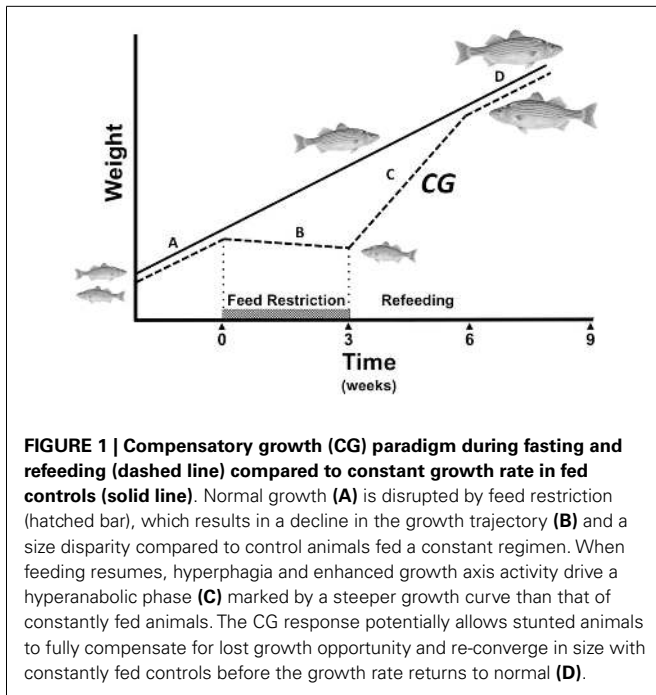 D
C
CG
Weight
A
B
Feed Restriction Refeeding
0 3 6 9
Time
(weeks)
FIGURE 1 | Compensatory growth (CG) paradigm during fasting and
refeeding (dashed line) compared to constant growth rate in fed
controls (solid line). Normal growth (A) is disrupted by feed restriction
(hatched bar), which results in a decline in the growth trajectory (B) and a
size disparity compared to control animals fed a constant regimen. When
feeding resumes, hyperphagia and enhanced growth axis activity drive a
hyperanabolic phase (C) marked by a steeper growth curve than that of
constantly fed animals. The CG response potentially allows stunted animals
to fully compensate for lost growth opportunity and re-converge in size with
constantly fed controls before the growth rate returns to normal (D).